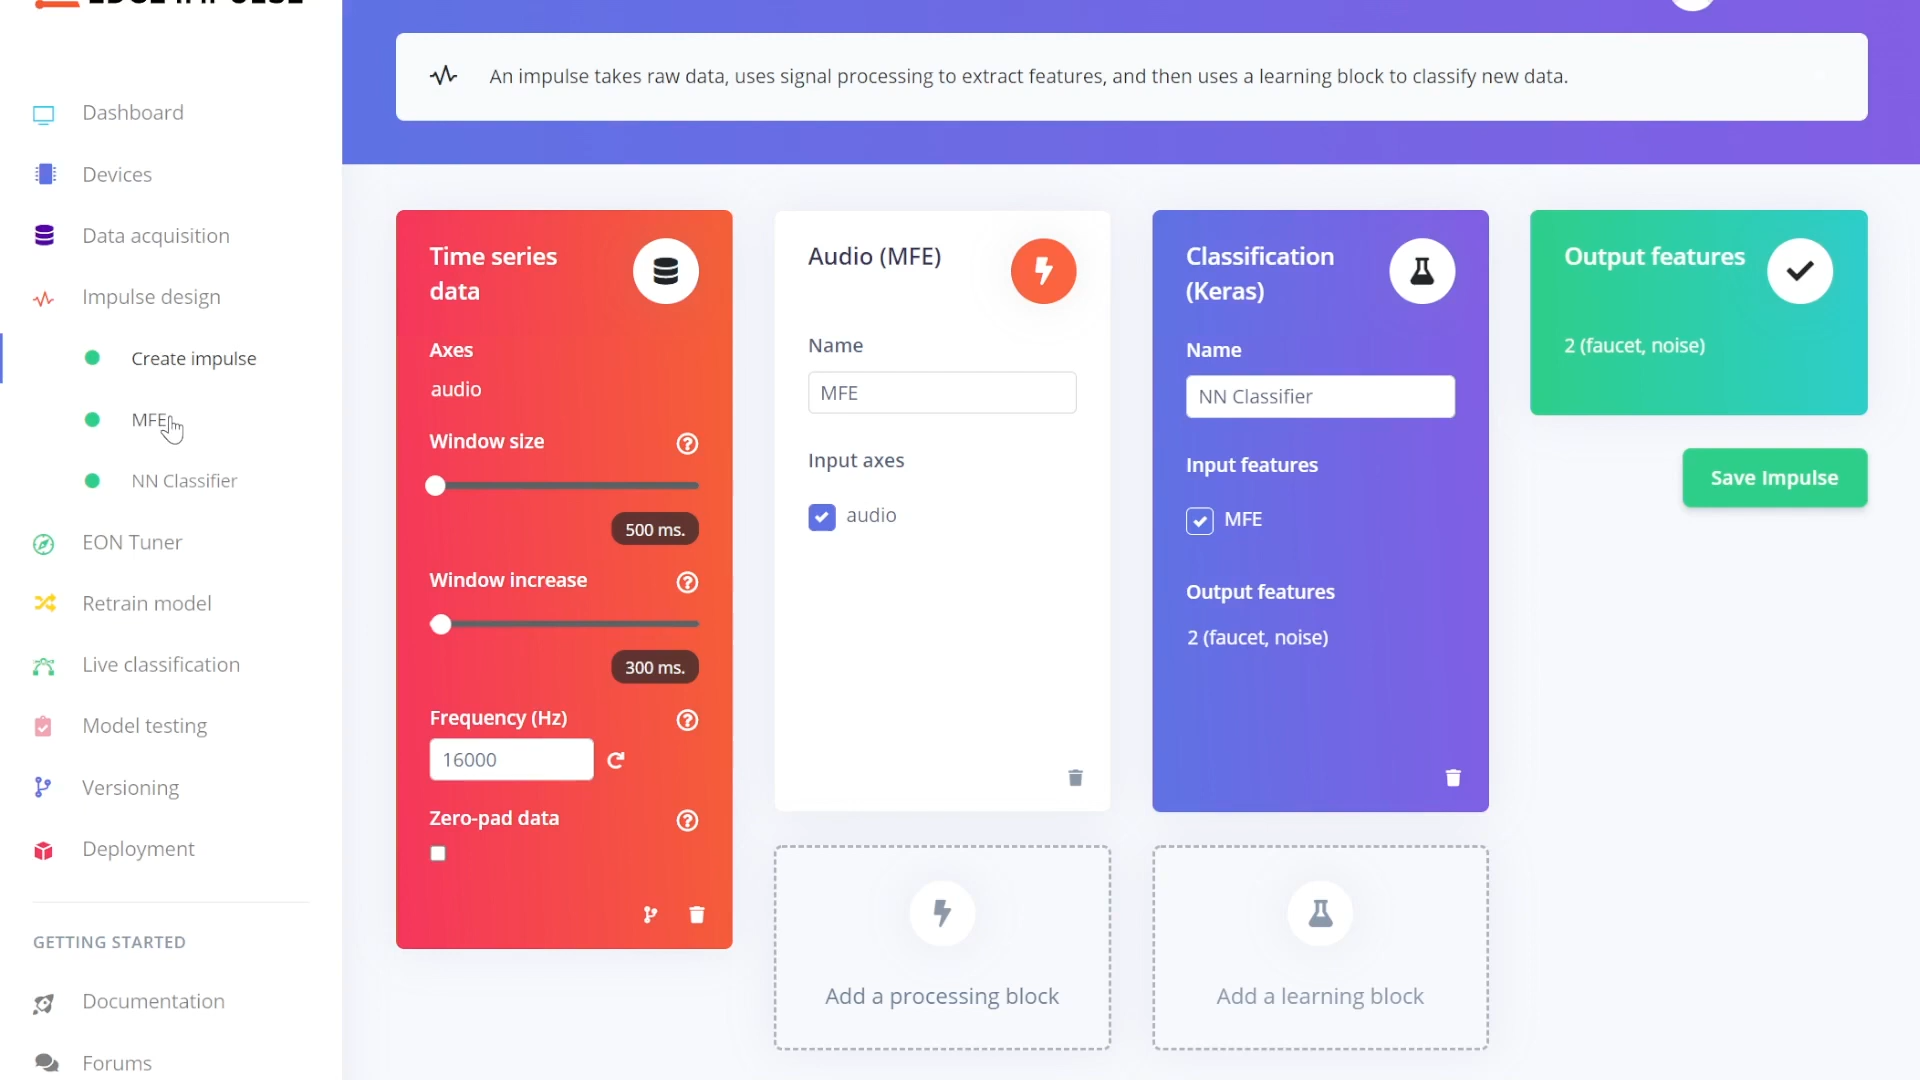 EDGE IMPULSE
Dashboard
Devices
Data acquisition
Impulse design
Create impulse
MFE
NN Classifier
EON Tuner
Retrain model
Live classification
Model testing
Versioning
Deployment
GETTING STARTED
Documentation
Forums
An impulse takes raw data, uses signal processing to extract features, and then uses a learning block to classify new data.
Time series
data
Axes
audio
Window size
500 ms.
Window increase
300 ms.
Frequency (Hz)
16000
Zero-pad data
Audio (MFE)
Name
MFE
Input axes
audio
Add a processing block
Classification
(Keras)
Name
NN Classifier
Input features
MFE
Output features
2 (faucet, noise)
Add a learning block
Output features
2 (faucet, noise)
Save Impulse